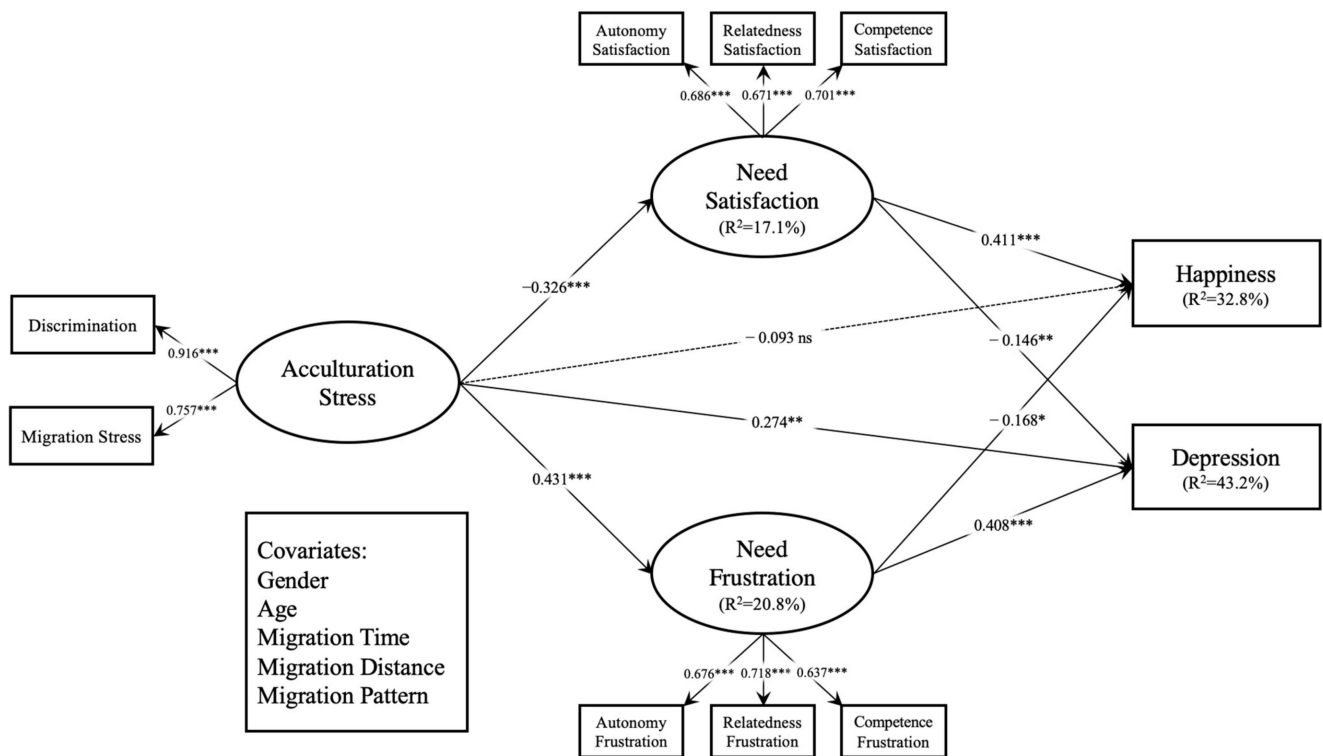 Autonomy
Satisfaction
Relatedness
Satisfaction
Competence
Satisfaction
0.686***
0.671***
0.701***
Need
Satisfaction
(R²=17.1%)
0.411***
Happiness
(R²=32.8%)
−0.326***
Discrimination
0.916***
− 0.093 ns
− 0.146**
Acculturation
Stress
0.757***
Migration Stress
0.274**
− 0.168*
Depression
(R²=43.2%)
0.431***
0.408***
Need
Frustration
(R²=20.8%)
Covariates:
Gender
Age
Migration Time
Migration Distance
Migration Pattern
0.676***
0.718***
0.637***
Autonomy
Frustration
Relatedness
Frustration
Competence
Frustration